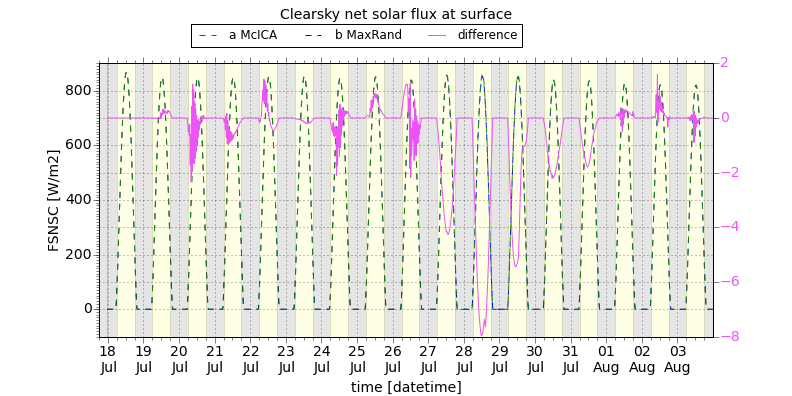 Clearsky net solar flux at surface
a McICA b MaxRand difference
FSNSC [W/m2]
800
600
400
200
0
2
0
−2
−4
−6
−8
18 19 20 21 22 23 24 25 26 27 28 29 30 31 01 02 03
Jul Jul Jul Jul Jul Jul Jul Jul Jul Jul Jul Jul Jul Jul Aug Aug Aug
time [datetime]